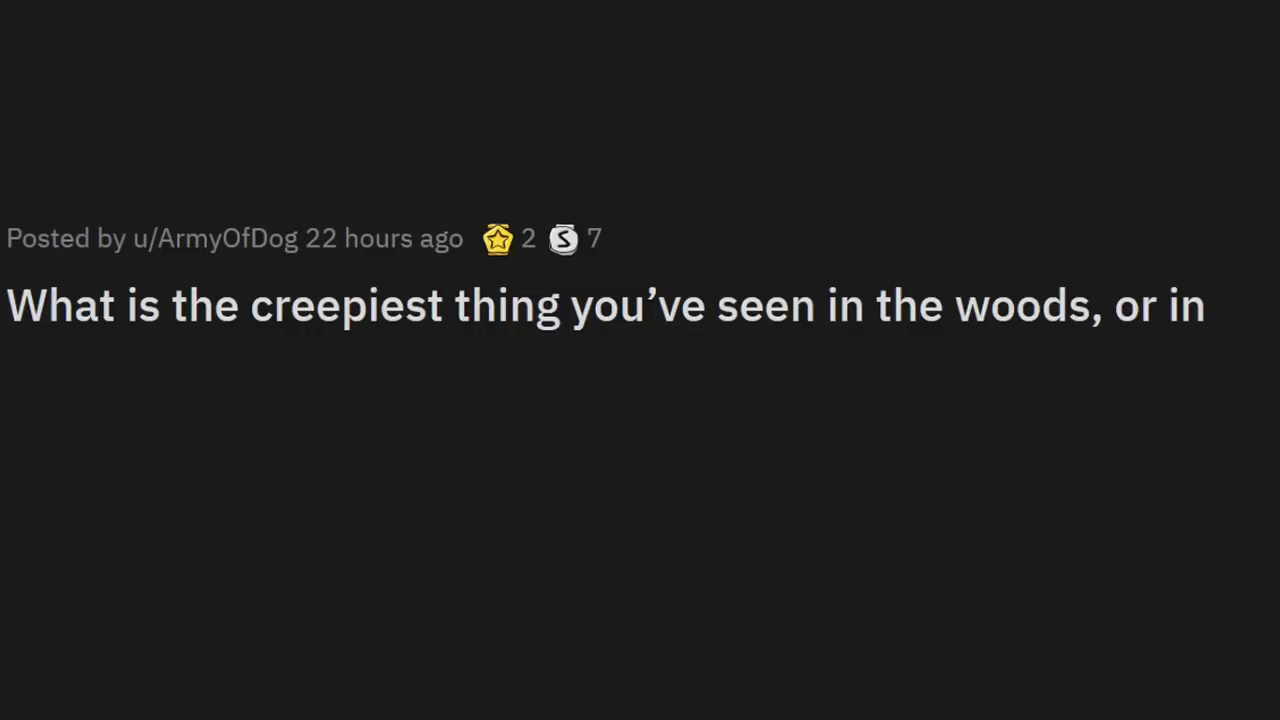 Posted by u/ArmyOfDog 22 hours ago 2 S 7
What is the creepiest thing you’ve seen in the woods, or in